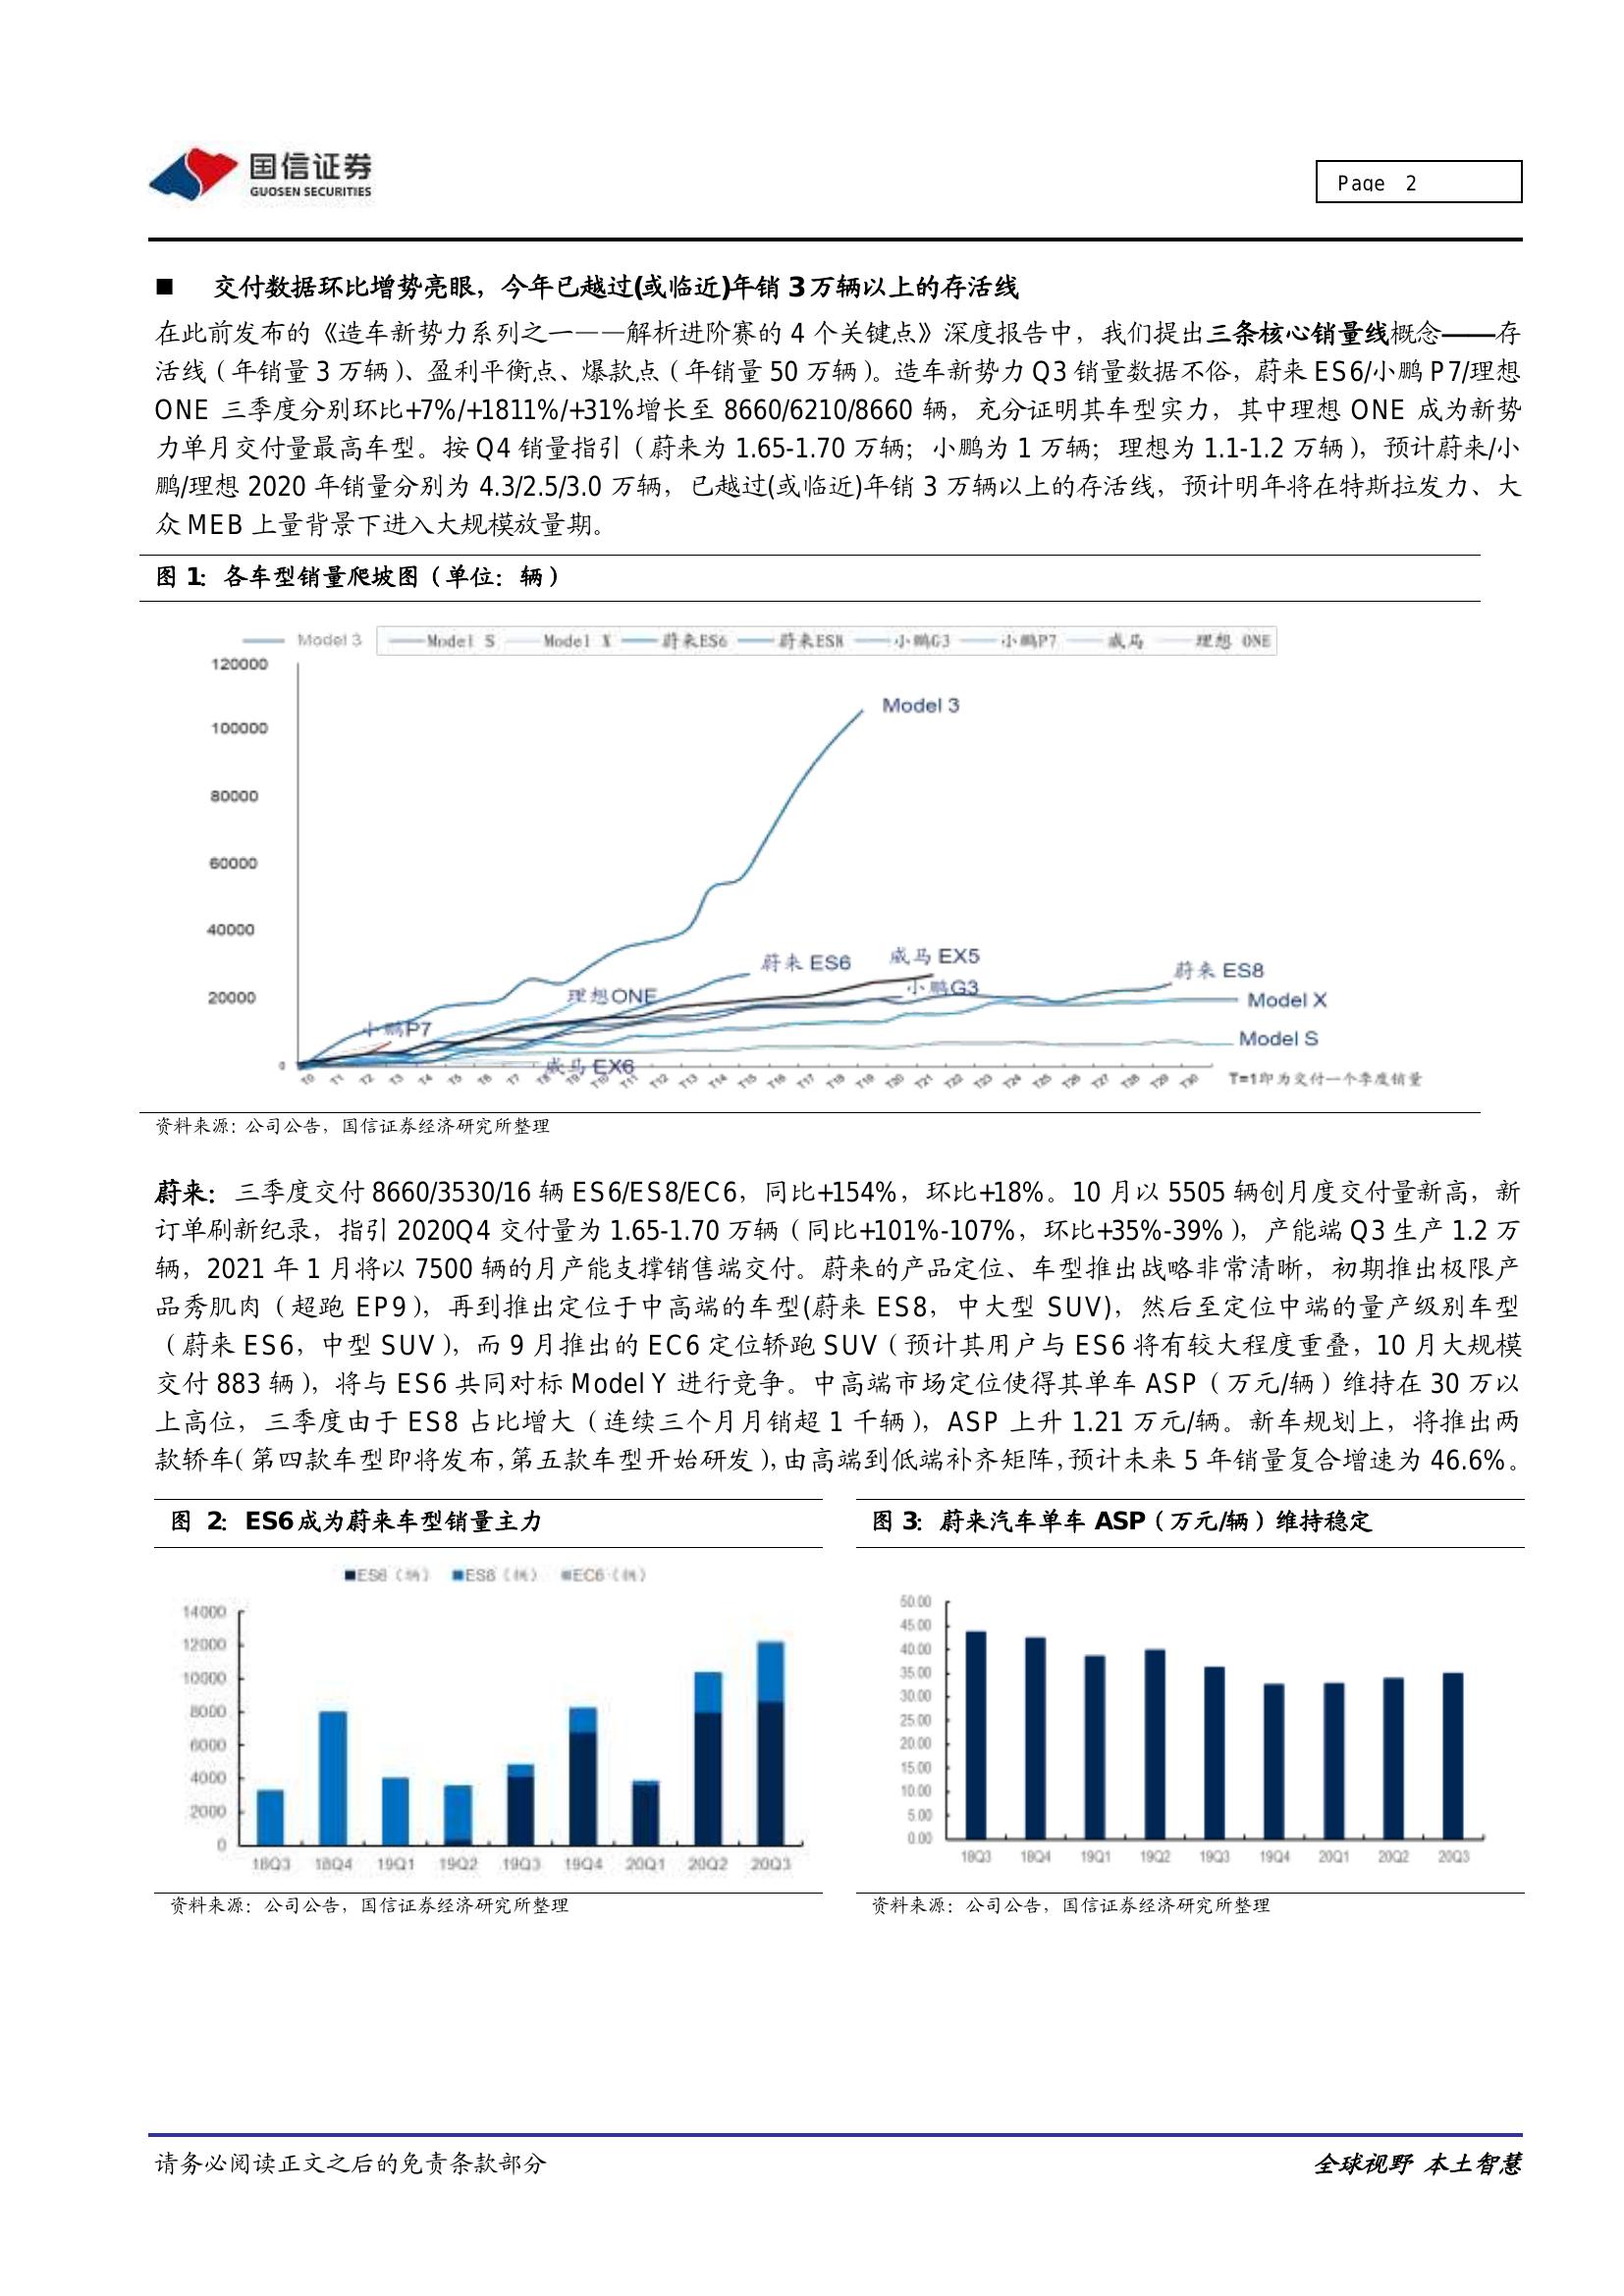 国信证券
GUOSEN SECURITIES
Page 2
■ 交付数据环比增势亮眼，今年已越过(或临近)年销 3 万辆以上的存活线
在此前发布的《造车新势力系列之一——解析进阶赛的 4 个关键点》深度报告中，我们提出三条核心销量线概念——存
活线（年销量 3 万辆）、盈利平衡点、爆款点（年销量 50 万辆）。造车新势力 Q3 销量数据不俗，蔚来 ES6/小鹏 P7/理想
ONE 三季度分别环比+7%/+1811%/+31%增长至 8660/6210/8660 辆，充分证明其车型实力，其中理想 ONE 成为新势
力单月交付量最高车型。按 Q4 销量指引（蔚来为 1.65-1.70 万辆；小鹏为 1 万辆；理想为 1.1-1.2 万辆），预计蔚来/小
鹏/理想 2020 年销量分别为 4.3/2.5/3.0 万辆，已越过(或临近)年销 3 万辆以上的存活线，预计明年将在特斯拉发力、大
众 MEB 上量背景下进入大规模放量期。
图 1：各车型销量爬坡图（单位：辆）
Model 3 Model S Model X 蔚来ES6 蔚来ES8 小鹏G3 小鹏P7 威马 理想 ONE
120000
100000
80000
60000
40000
20000
0
Model 3
蔚来 ES6
威马 EX5
蔚来 ES8
理想ONE
小鹏G3
Model X
小鹏P7
Model S
威马 EX6
T0 T1 T2 T3 T4 T5 T6 T7 T8 T9 T10 T11 T12 T13 T14 T15 T16 T17 T18 T19 T20 T21 T22 T23 T24 T25 T26 T27 T28 T29 T30
T=1即为交付一个季度销量
资料来源：公司公告，国信证券经济研究所整理
蔚来：三季度交付 8660/3530/16 辆 ES6/ES8/EC6，同比+154%，环比+18%。10 月以 5505 辆创月度交付量新高，新
订单刷新纪录，指引 2020Q4 交付量为 1.65-1.70 万辆（同比+101%-107%，环比+35%-39%），产能端 Q3 生产 1.2 万
辆，2021 年 1 月将以 7500 辆的月产能支撑销售端交付。蔚来的产品定位、车型推出战略非常清晰，初期推出极限产
品秀肌肉（超跑 EP9），再到推出定位于中高端的车型(蔚来 ES8，中大型 SUV)，然后至定位中端的量产级别车型
（蔚来 ES6，中型 SUV），而 9 月推出的 EC6 定位轿跑 SUV（预计其用户与 ES6 将有较大程度重叠，10 月大规模
交付 883 辆），将与 ES6 共同对标 Model Y 进行竞争。中高端市场定位使得其单车 ASP（万元/辆）维持在 30 万以
上高位，三季度由于 ES8 占比增大（连续三个月月销超 1 千辆），ASP 上升 1.21 万元/辆。新车规划上，将推出两
款轿车（第四款车型即将发布，第五款车型开始研发），由高端到低端补齐矩阵，预计未来 5 年销量复合增速为 46.6%。
图 2：ES6 成为蔚来车型销量主力
ES6（辆） ES8（辆） EC6（辆）
14000
12000
10000
8000
6000
4000
2000
0
18Q3 18Q4 19Q1 19Q2 19Q3 19Q4 20Q1 20Q2 20Q3
资料来源：公司公告，国信证券经济研究所整理
图 3：蔚来汽车单车 ASP（万元/辆）维持稳定
50.00
45.00
40.00
35.00
30.00
25.00
20.00
15.00
10.00
5.00
0.00
18Q3 18Q4 19Q1 19Q2 19Q3 19Q4 20Q1 20Q2 20Q3
资料来源：公司公告，国信证券经济研究所整理
请务必阅读正文之后的免责条款部分
全球视野 本土智慧